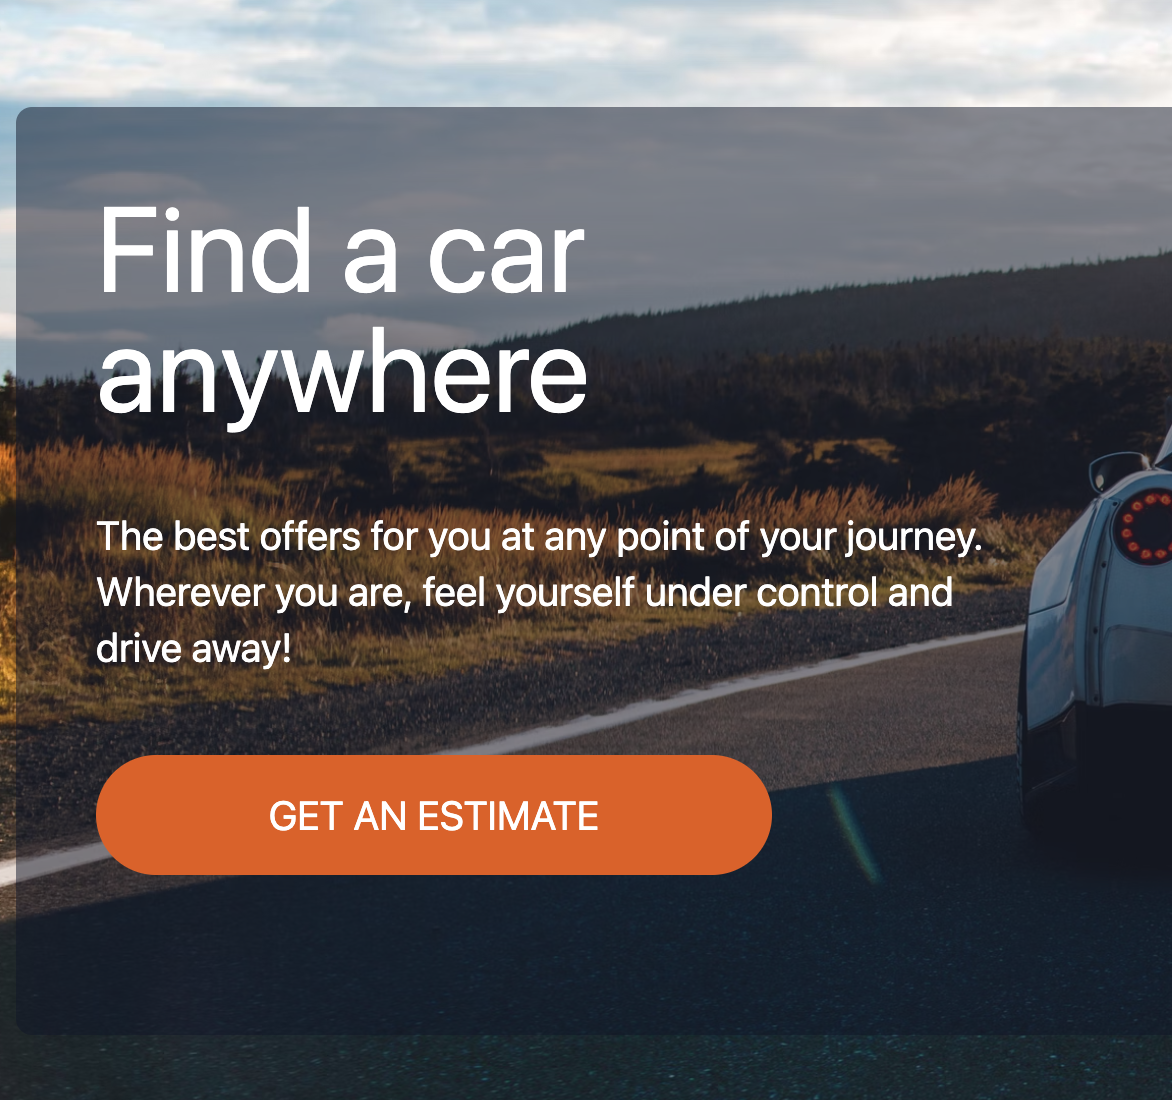 Find a car
anywhere
The best offers for you at any point of your journey.
Wherever you are, feel yourself under control and
drive away!
GET AN ESTIMATE